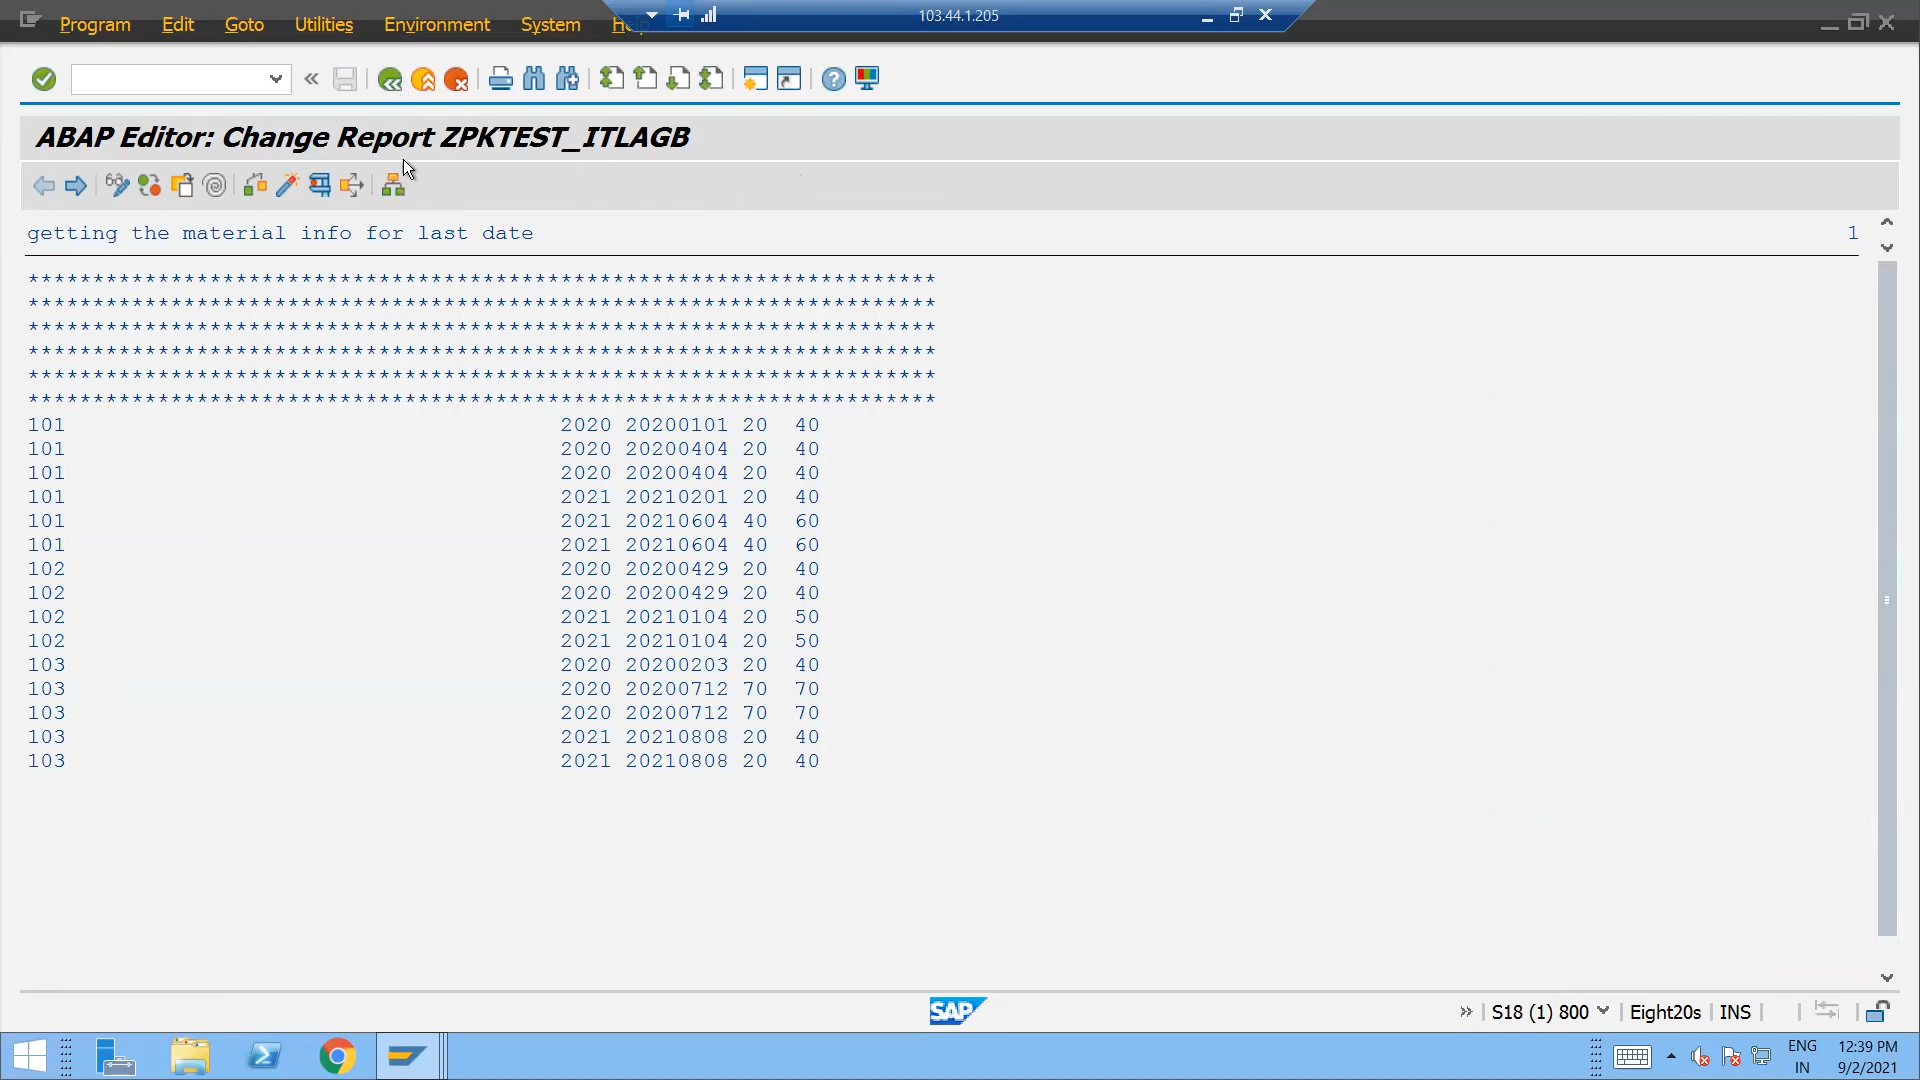 103.44.1.205
Program Edit Goto Utilities Environment System Help
ABAP Editor: Change Report ZPKTEST_ITLAGB
getting the material info for last date 1
**********************************************************************
**********************************************************************
**********************************************************************
**********************************************************************
**********************************************************************
**********************************************************************
101 2020 20200101 20 40
101 2020 20200404 20 40
101 2020 20200404 20 40
101 2021 20210201 20 40
101 2021 20210604 40 60
101 2021 20210604 40 60
102 2020 20200429 20 40
102 2020 20200429 20 40
102 2021 20210104 20 50
102 2021 20210104 20 50
103 2020 20200203 20 40
103 2020 20200712 70 70
103 2020 20200712 70 70
103 2021 20210808 20 40
103 2021 20210808 20 40
SAP
S18 (1) 800 Eight20s INS
ENG 12:39 PM
IN 9/2/2021